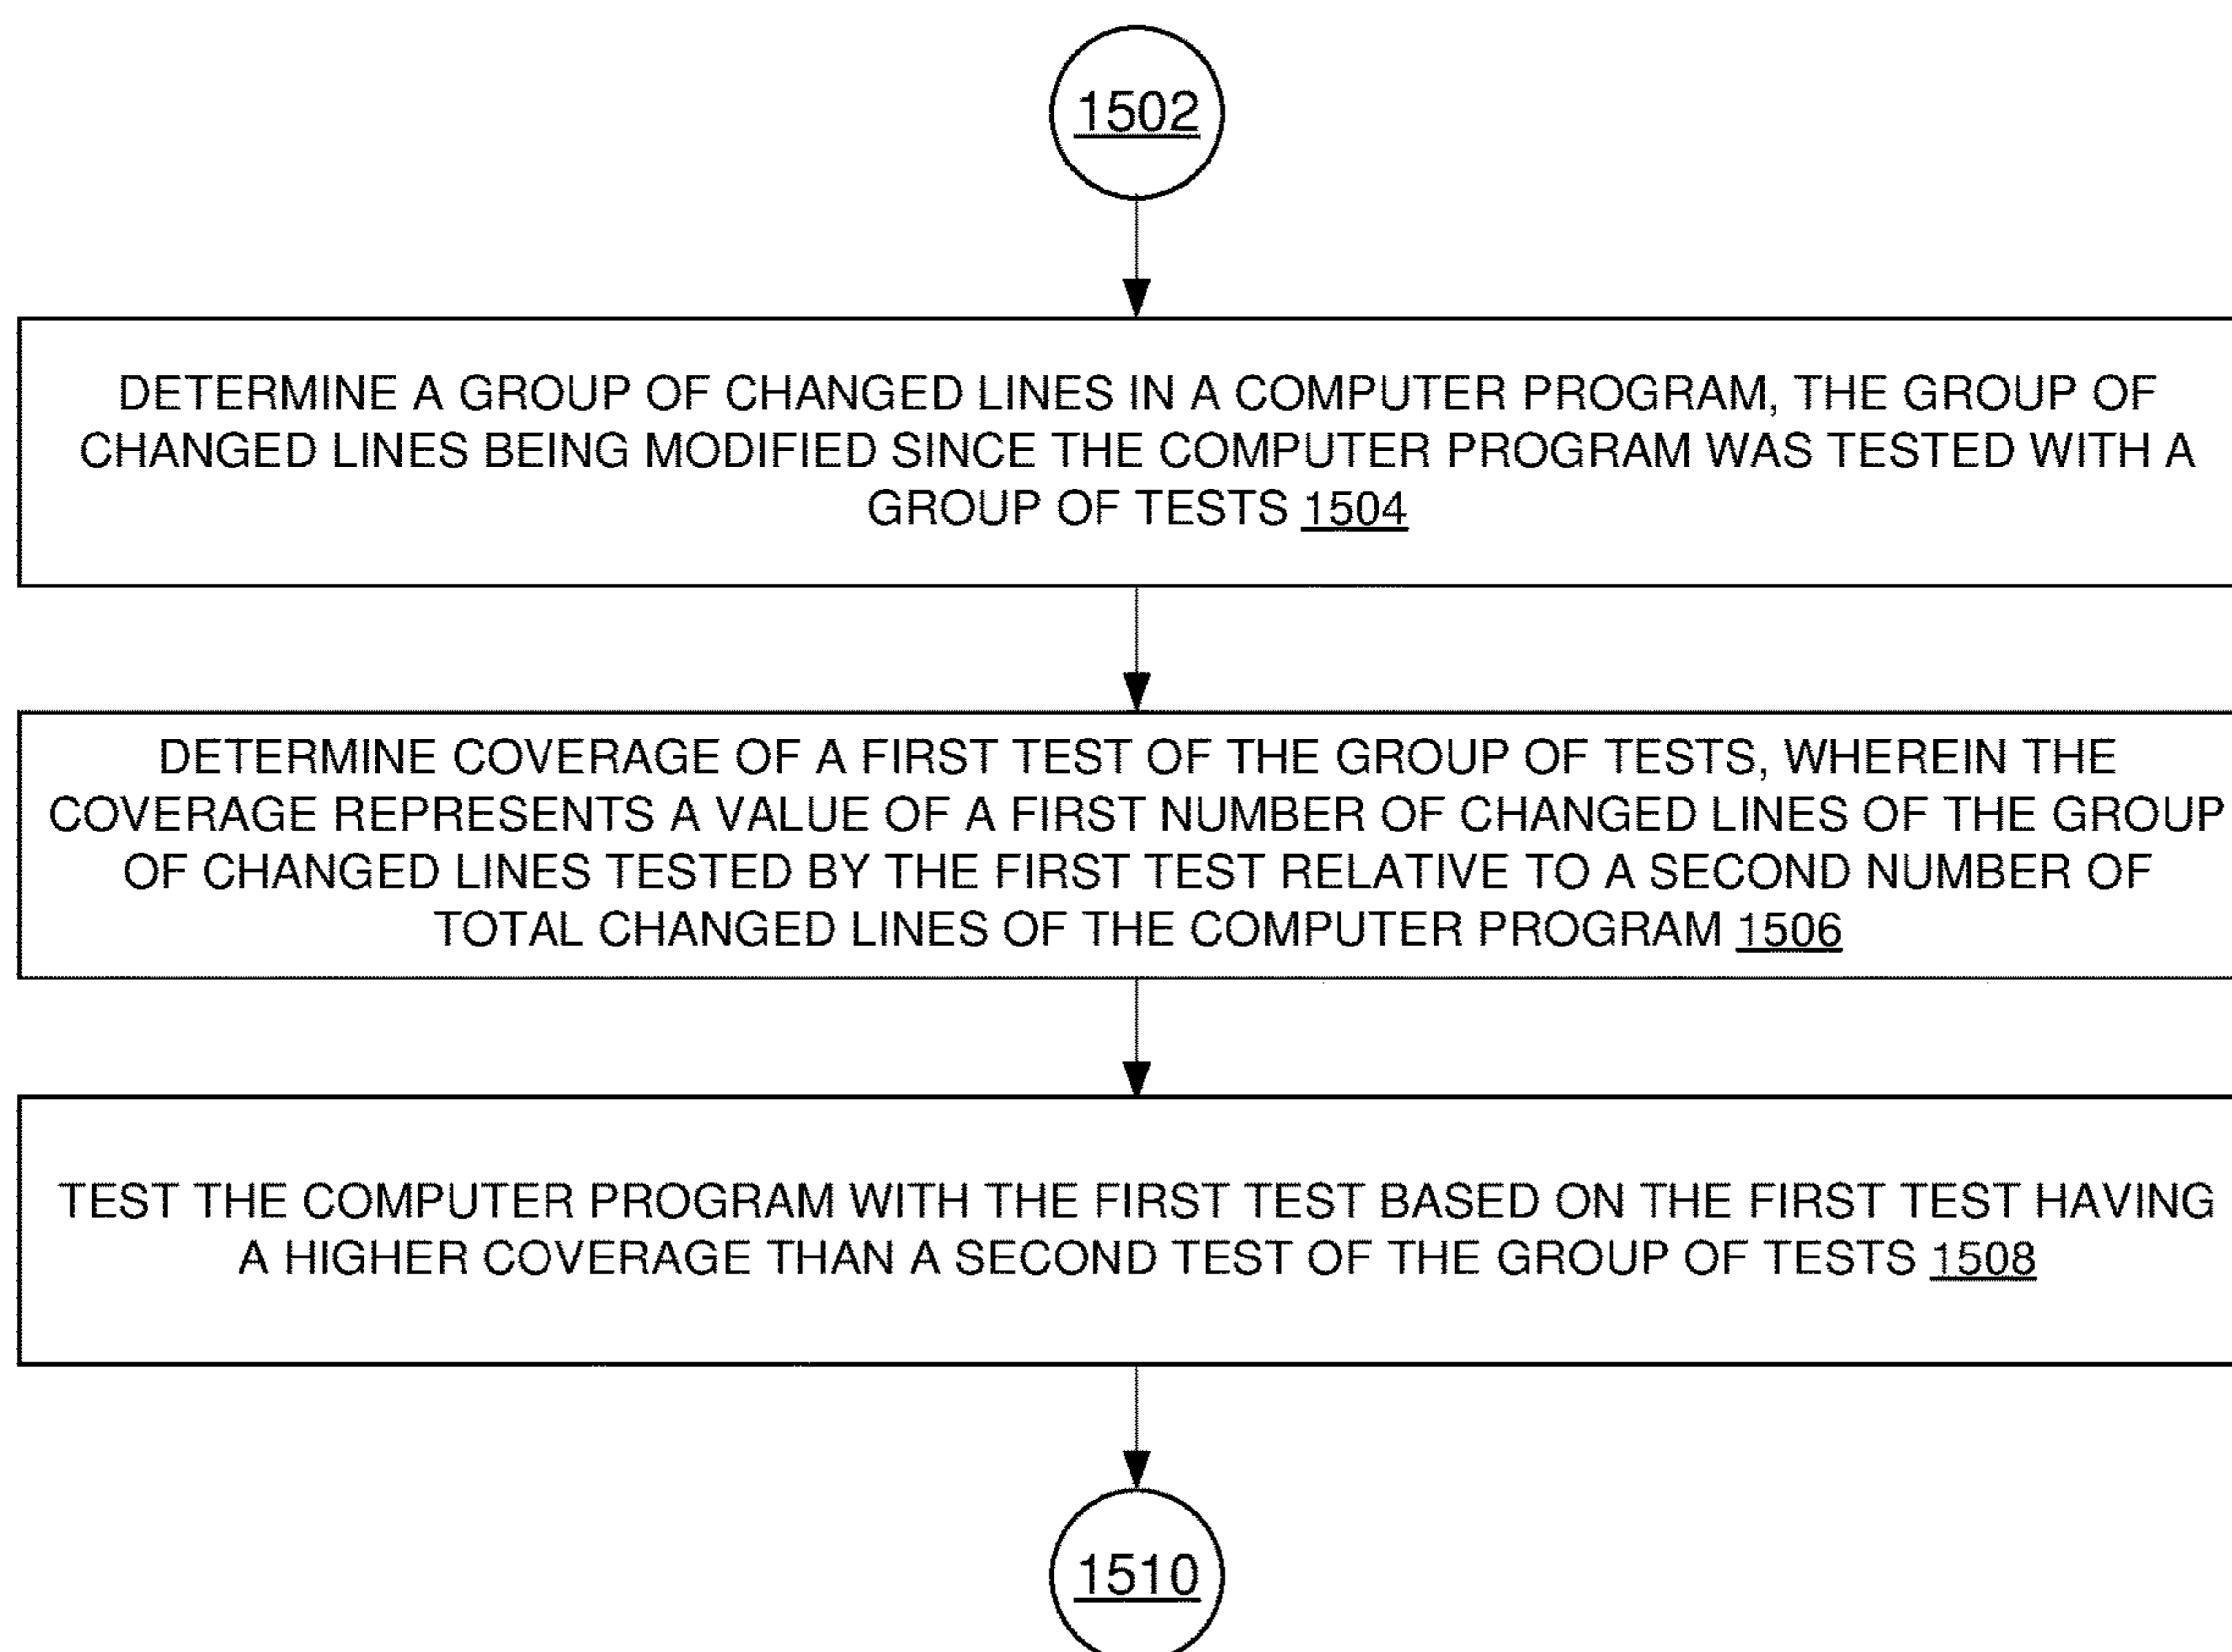 1502
DETERMINE A GROUP OF CHANGED LINES IN A COMPUTER PROGRAM, THE GROUP OF
CHANGED LINES BEING MODIFIED SINCE THE COMPUTER PROGRAM WAS TESTED WITH A
GROUP OF TESTS 1504
DETERMINE COVERAGE OF A FIRST TEST OF THE GROUP OF TESTS, WHEREIN THE
COVERAGE REPRESENTS A VALUE OF A FIRST NUMBER OF CHANGED LINES OF THE GROUP
OF CHANGED LINES TESTED BY THE FIRST TEST RELATIVE TO A SECOND NUMBER OF
TOTAL CHANGED LINES OF THE COMPUTER PROGRAM 1506
TEST THE COMPUTER PROGRAM WITH THE FIRST TEST BASED ON THE FIRST TEST HAVING
A HIGHER COVERAGE THAN A SECOND TEST OF THE GROUP OF TESTS 1508
1510